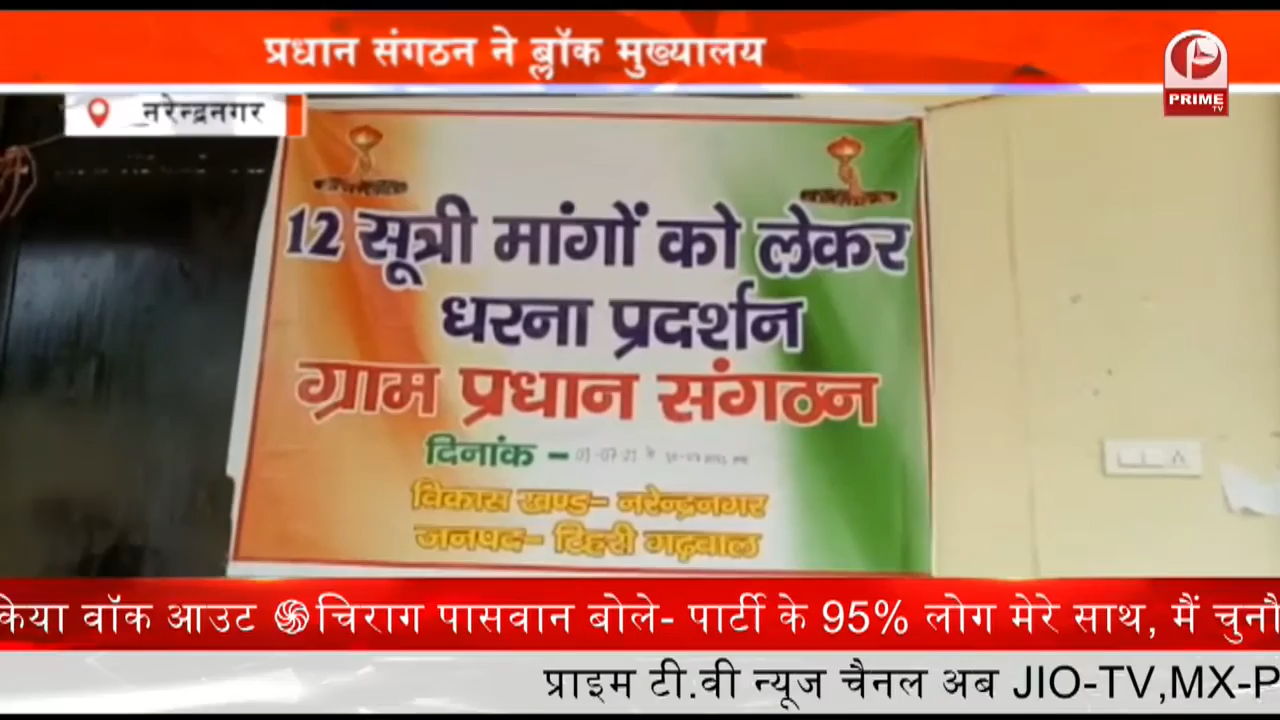 प्रधान संगठन ने ब्लॉक मुख्यालय
PRIME
TV
नरेन्द्रनगर
12 सूत्री मांगों को लेकर
धरना प्रदर्शन
ग्राम प्रधान संगठन
दिनांक -
विकास खण्ड- नरेन्द्रनगर
जनपद- टिहरी गढ़वाल
किया वॉक आउट चिराग पासवान बोले- पार्टी के 95% लोग मेरे साथ, मैं चुनौ
प्राइम टी.वी न्यूज चैनल अब JIO-TV,MX-P